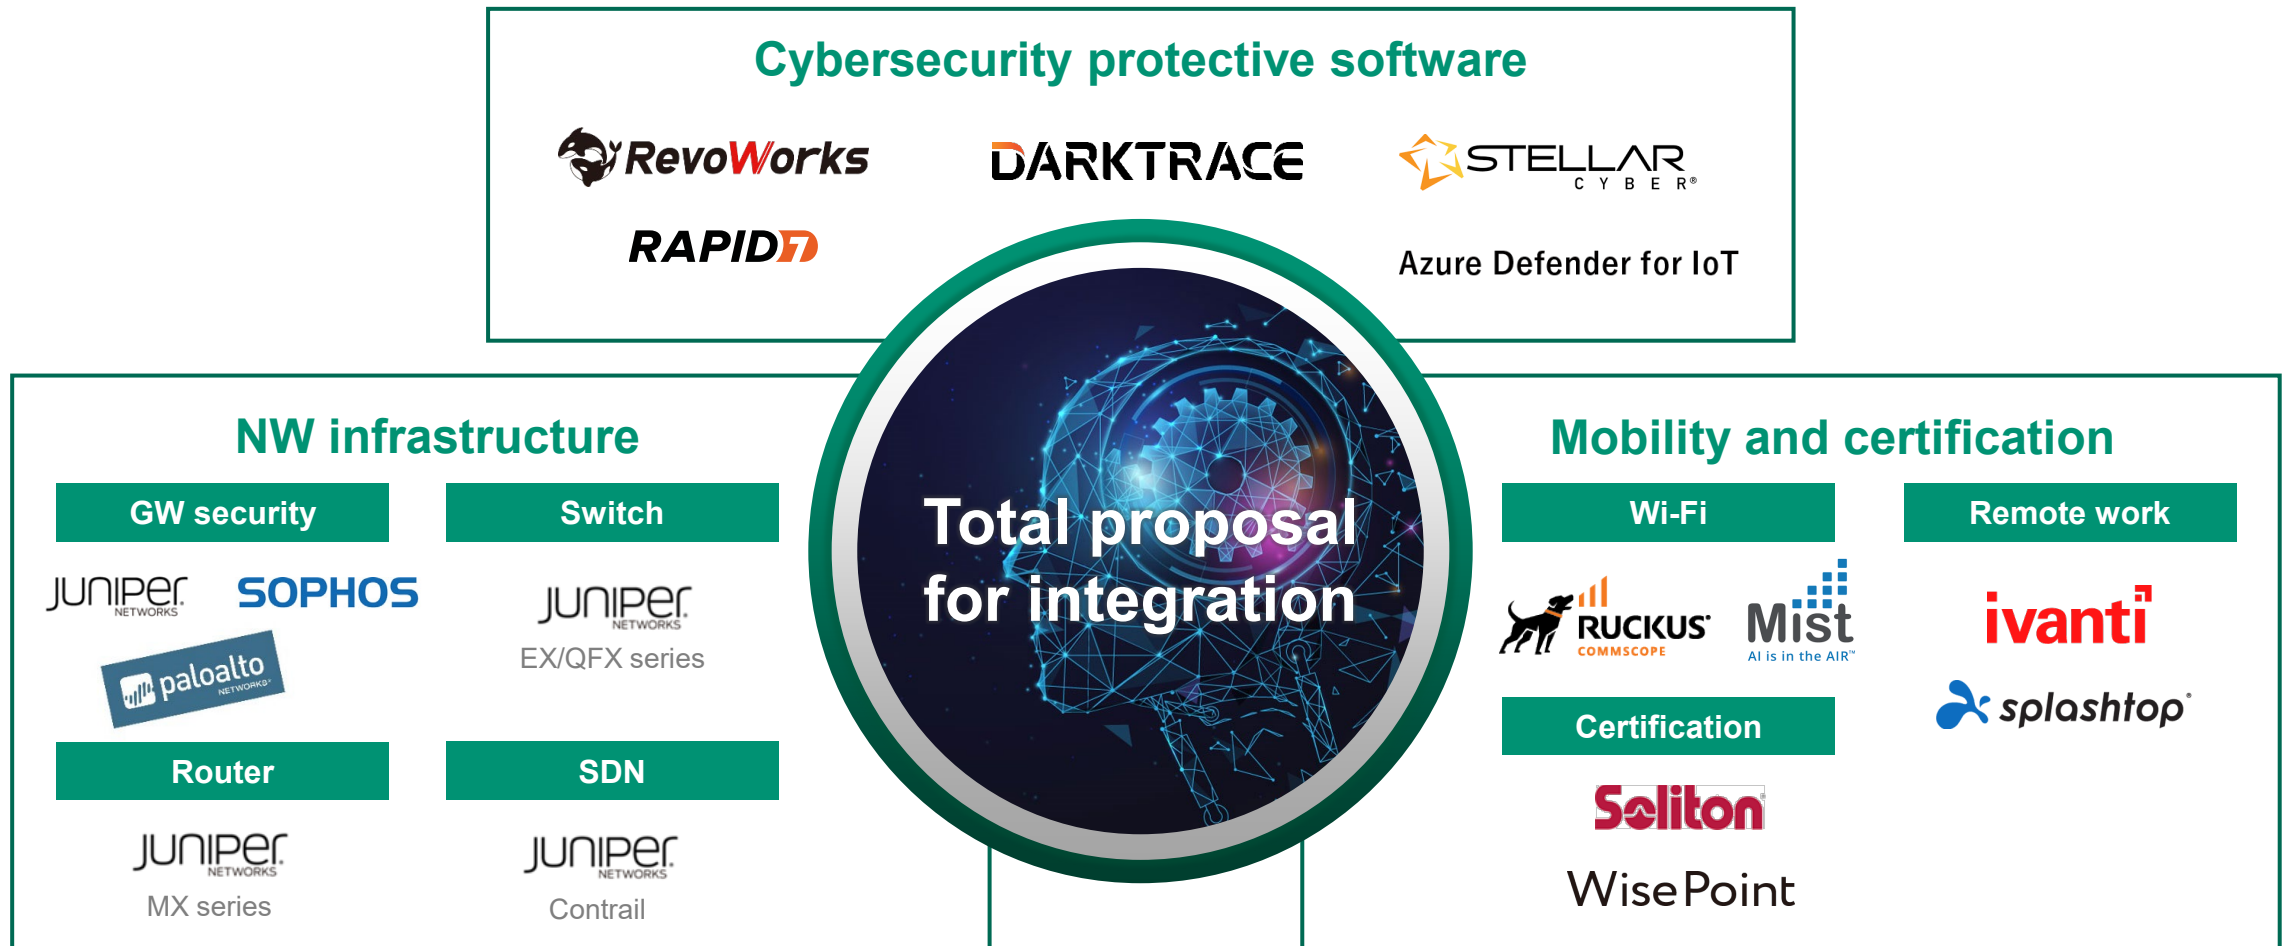 Cybersecurity protective software
RevoWorks
DARKTRACE
STELLAR
CYBER®
RAPID7
Azure Defender for IoT
Total proposal
for integration
NW infrastructure
GW security
JUNIPER
NETWORKS
SOPHOS
paloalto
NETWORKS®
Switch
JUNIPER
NETWORKS
EX/QFX series
Router
JUNIPER
NETWORKS
MX series
SDN
JUNIPER
NETWORKS
Contrail
Mobility and certification
Wi-Fi
RUCKUS®
COMMSCOPE
Mist
AI is in the AIR™
Remote work
ivanti
splashtop®
Certification
Soliton®
WisePoint